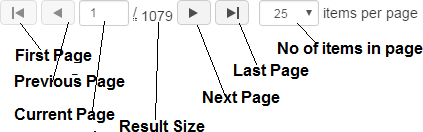 1 / 1079 25 items per page
No of items in page
First Page
Last Page
Previous Page
Next Page
Current Page
Result Size